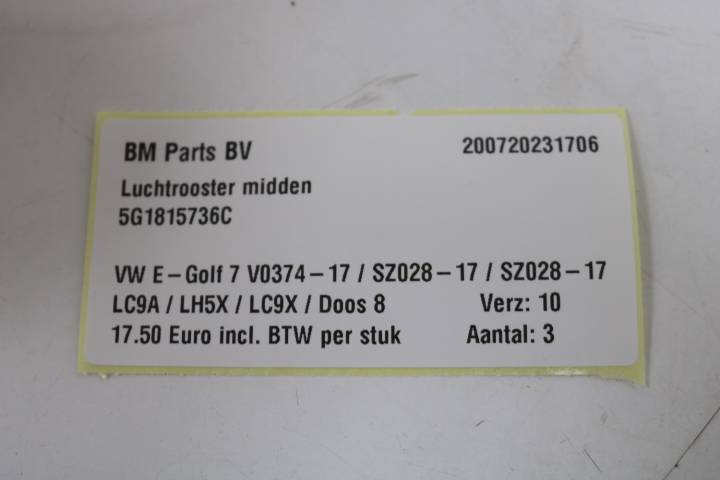 BM Parts BV 200720231706
Luchtrooster midden
5G1815736C
VW E-Golf 7 V0374-17 / SZ028-17 / SZ028-17
LC9A / LH5X / LC9X / Doos 8 Verz: 10
17.50 Euro incl. BTW per stuk Aantal: 3